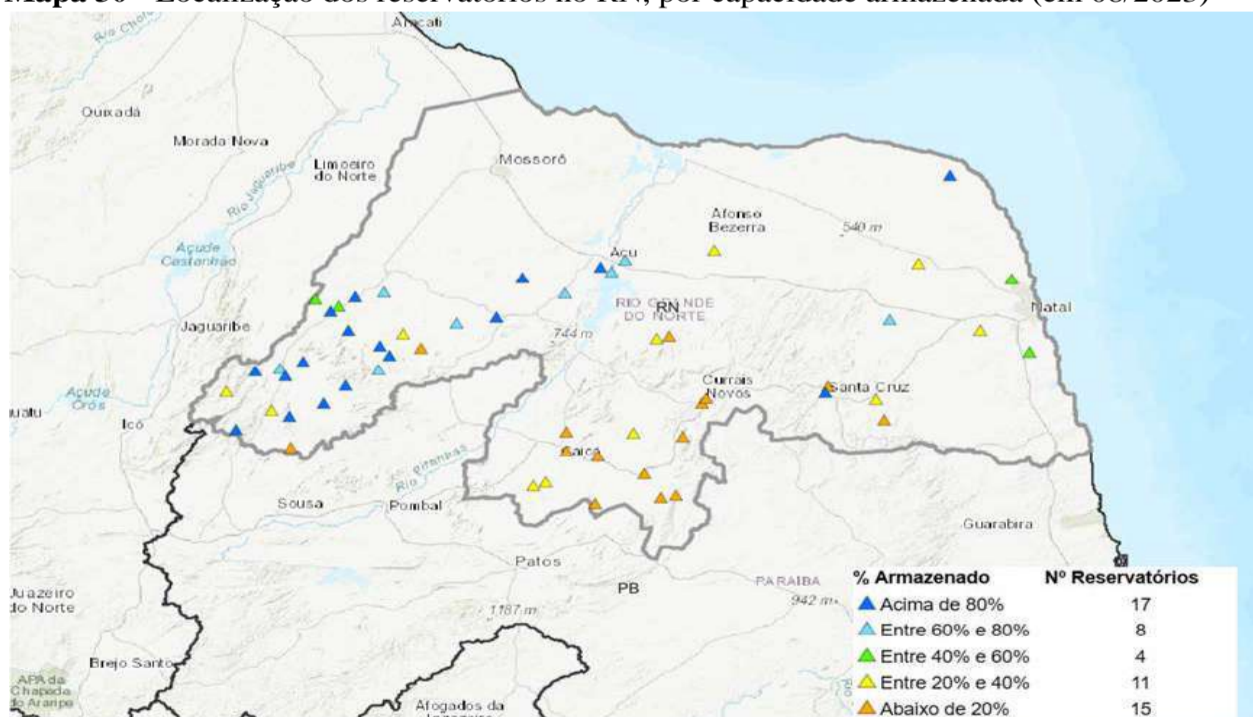 Mapa 30 - Localização dos reservatórios no RN, por capacidade armazenada (em 08/2023)
Aracati
Rio
Quixadá
Morada Nova
Limoeiro
do Norte
Rio Jaguaribe
Mossoró
Açude
Castanhão
Afonso
Bezerra
540 m
Açu
RIO GRANDE
DO NORTE
RN
Natal
Jaguaribe
744 m
Currais
Novos
Santa Cruz
Açude
Orós
Icó
Caicó
Rio Piranhas
Sousa
Pombal
Guarabira
Patos
PB
PARAÍBA
942 m
Juazeiro
do Norte
1187 m
Brejo Santo
APA da
Chapada
do Araripe
Afogados da
% Armazenado Nº Reservatórios
Acima de 80% 17
Entre 60% e 80% 8
Entre 40% e 60% 4
Entre 20% e 40% 11
Abaixo de 20% 15